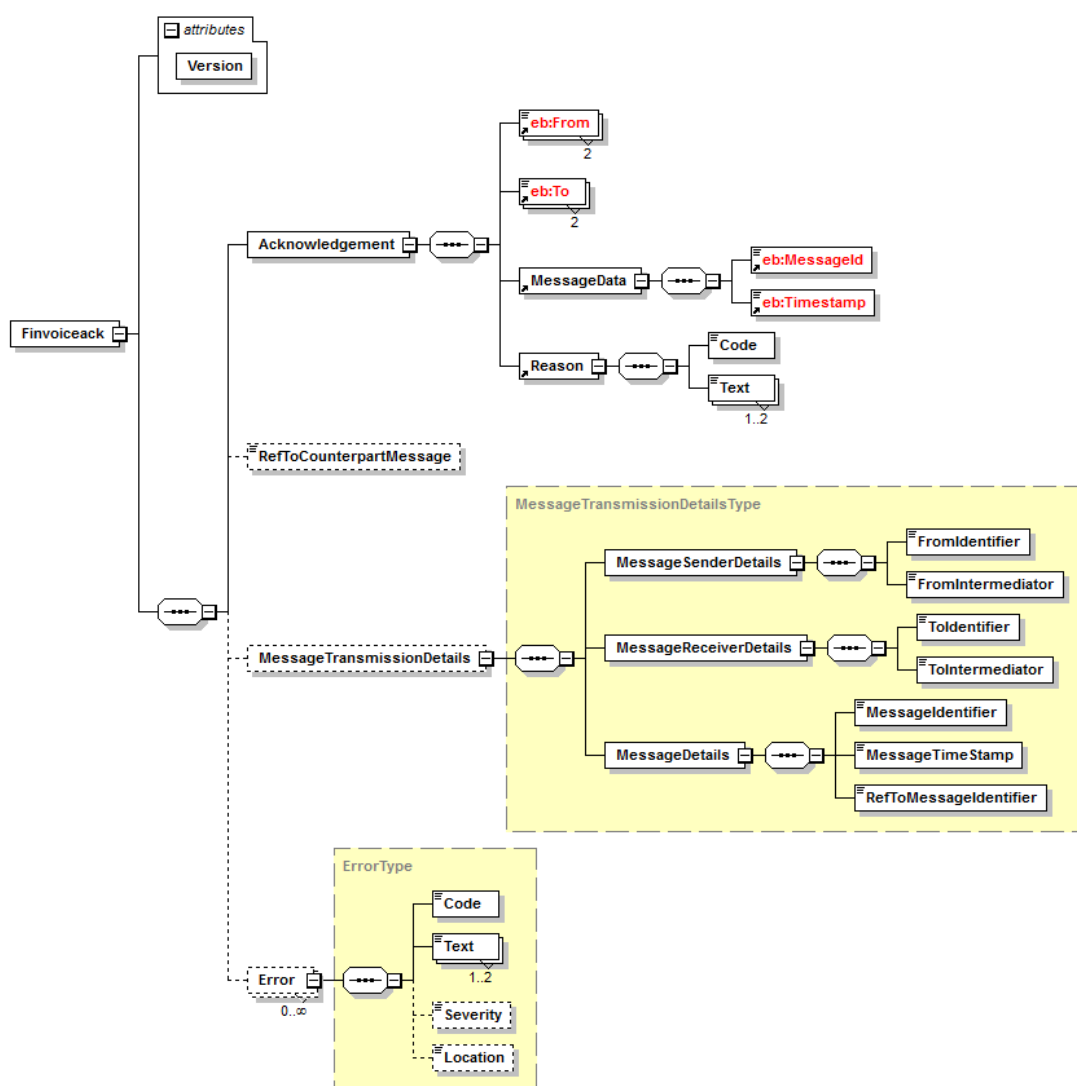 attributes
Version
eb:From
2
eb:To
2
Acknowledgement
MessageData
eb:MessageId
eb:Timestamp
Finvoiceack
Reason
Code
Text
1..2
RefToCounterpartMessage
MessageTransmissionDetailsType
MessageSenderDetails
FromIdentifier
FromIntermediator
MessageTransmissionDetails
MessageReceiverDetails
ToIdentifier
ToIntermediator
MessageDetails
MessageIdentifier
MessageTimeStamp
RefToMessageIdentifier
ErrorType
Code
Text
1..2
Error
0..∞
Severity
Location